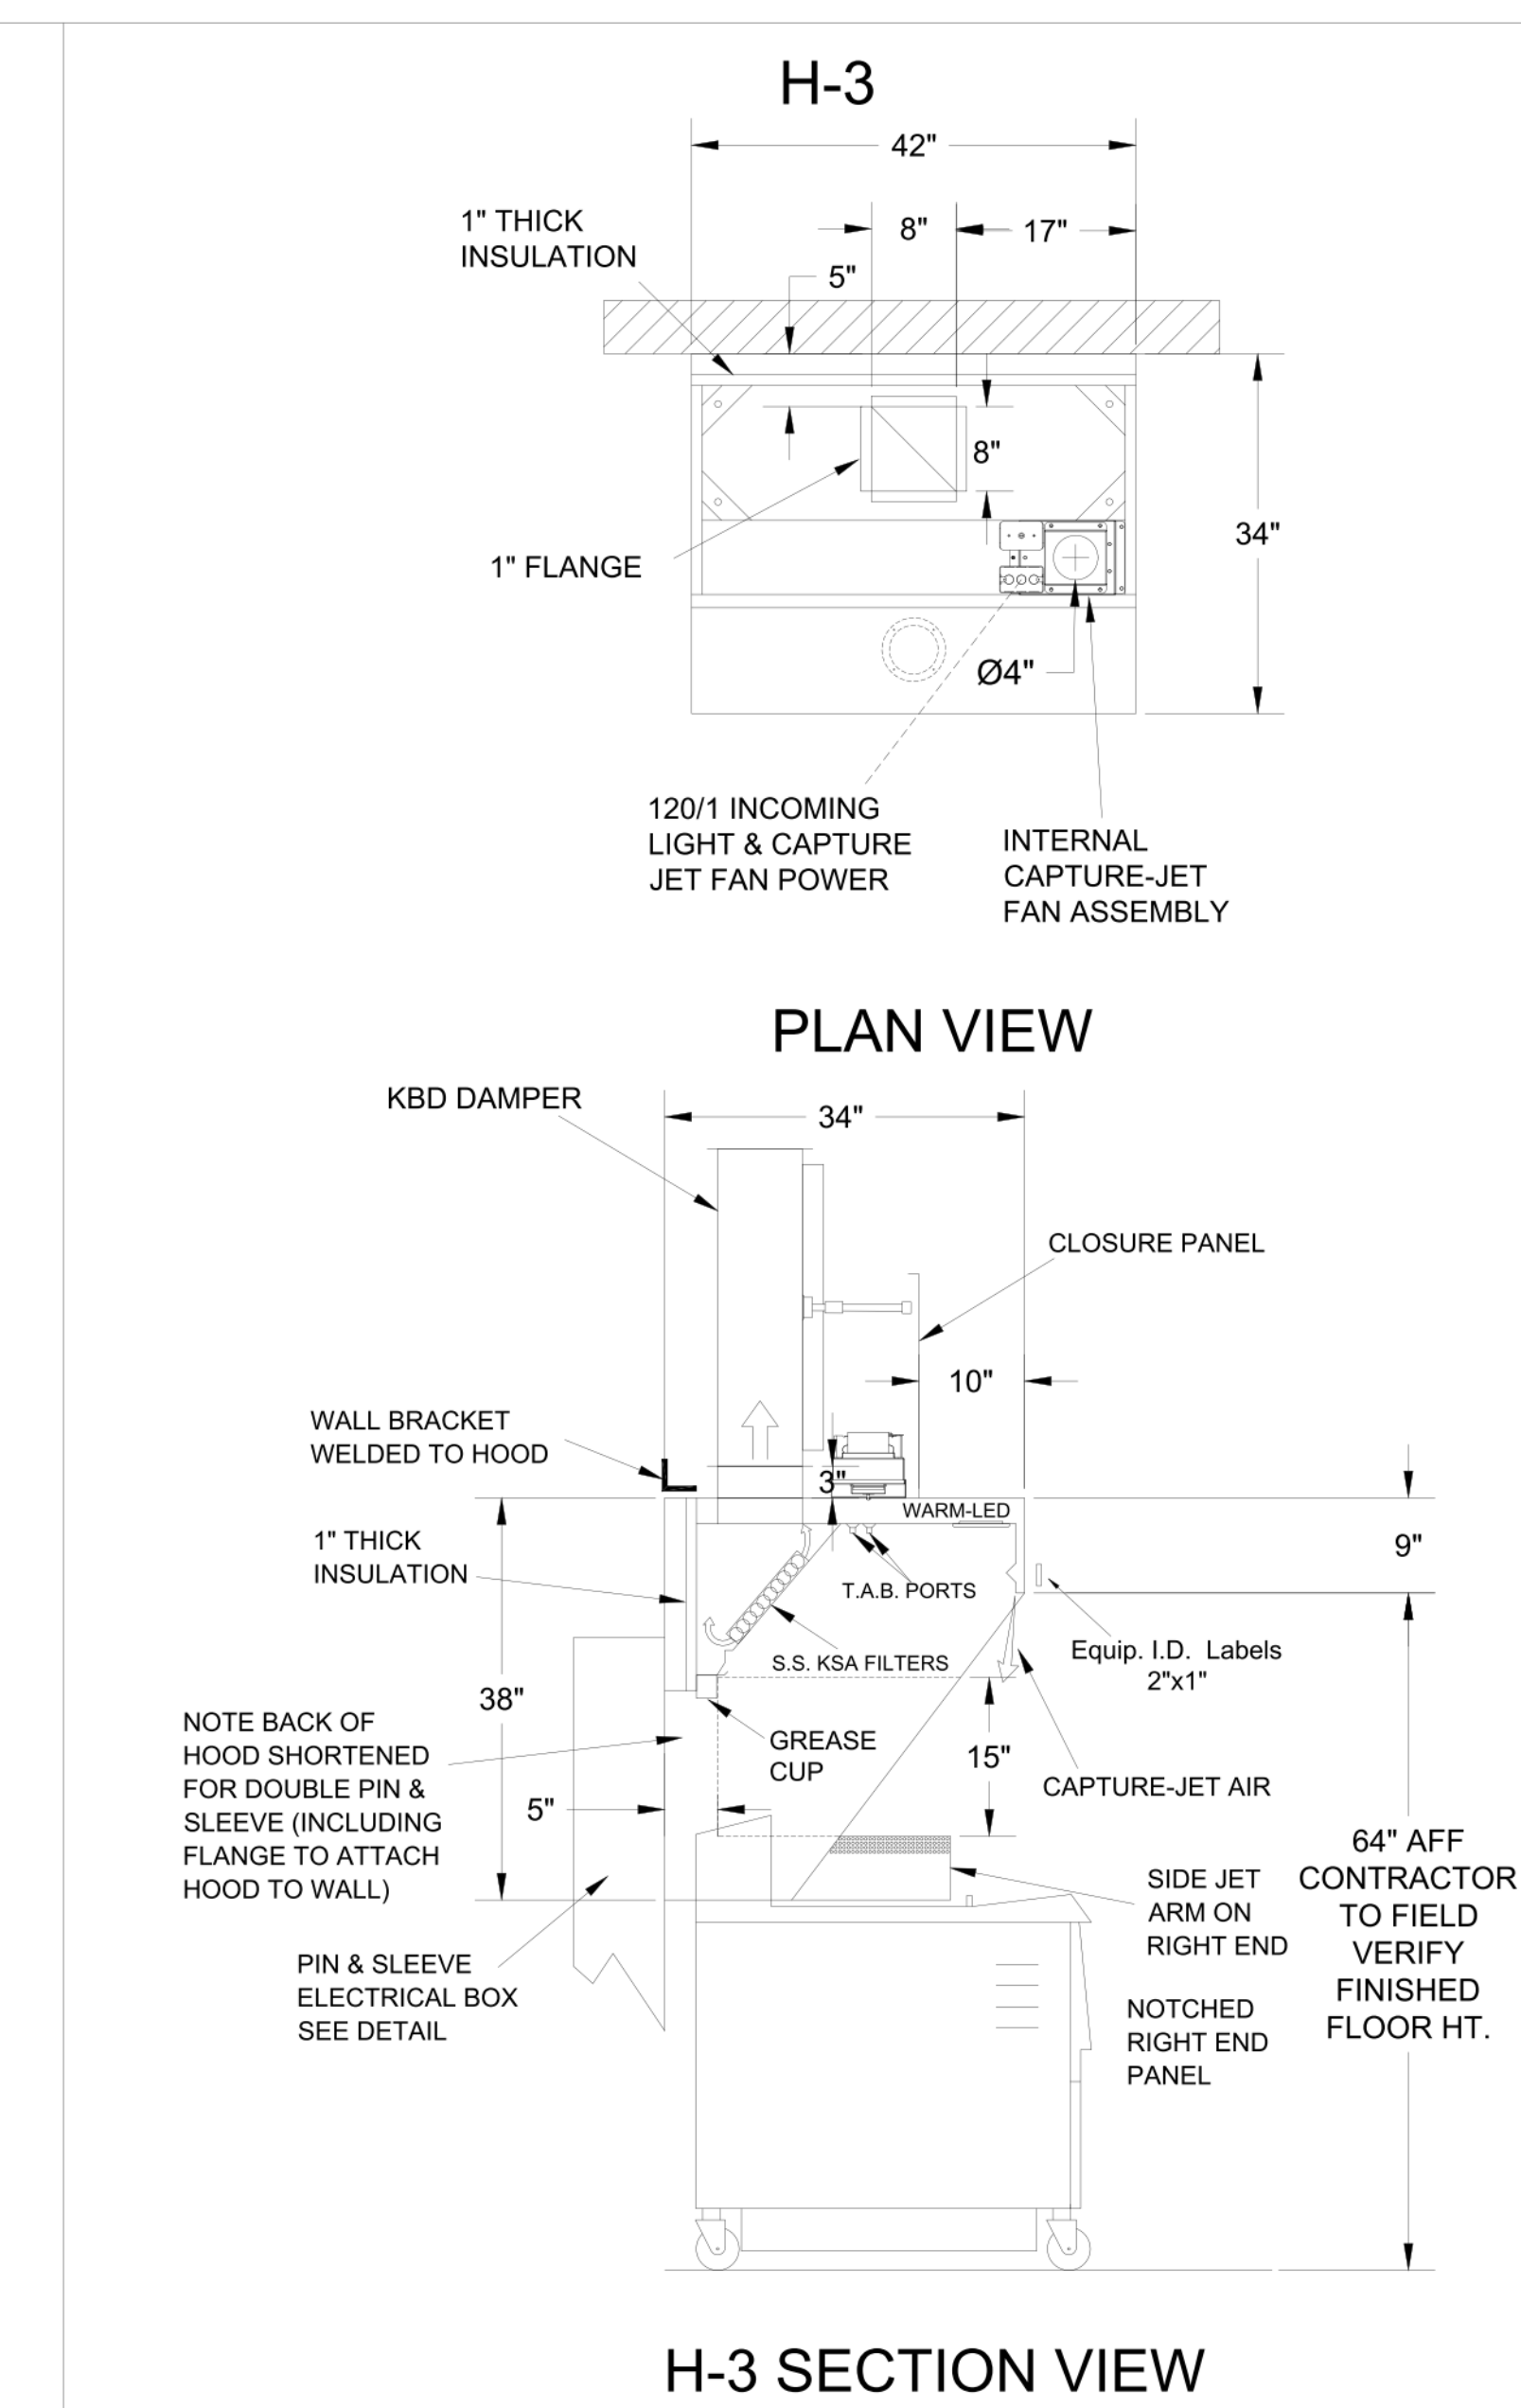 H-3
42"
1" THICK
INSULATION
8"
17"
5"
8"
34"
1" FLANGE
Ø4"
120/1 INCOMING
LIGHT & CAPTURE
JET FAN POWER
INTERNAL
CAPTURE-JET
FAN ASSEMBLY
PLAN VIEW
KBD DAMPER
34"
CLOSURE PANEL
10"
WALL BRACKET
WELDED TO HOOD
3"
WARM-LED
1" THICK
INSULATION
9"
T.A.B. PORTS
Equip. I.D. Labels
2"x1"
S.S. KSA FILTERS
38"
NOTE BACK OF
HOOD SHORTENED
FOR DOUBLE PIN &
SLEEVE (INCLUDING
FLANGE TO ATTACH
HOOD TO WALL)
GREASE
CUP
15"
CAPTURE-JET AIR
5"
64" AFF
CONTRACTOR
TO FIELD
VERIFY
FINISHED
FLOOR HT.
SIDE JET
ARM ON
RIGHT END
PIN & SLEEVE
ELECTRICAL BOX
SEE DETAIL
NOTCHED
RIGHT END
PANEL
H-3 SECTION VIEW